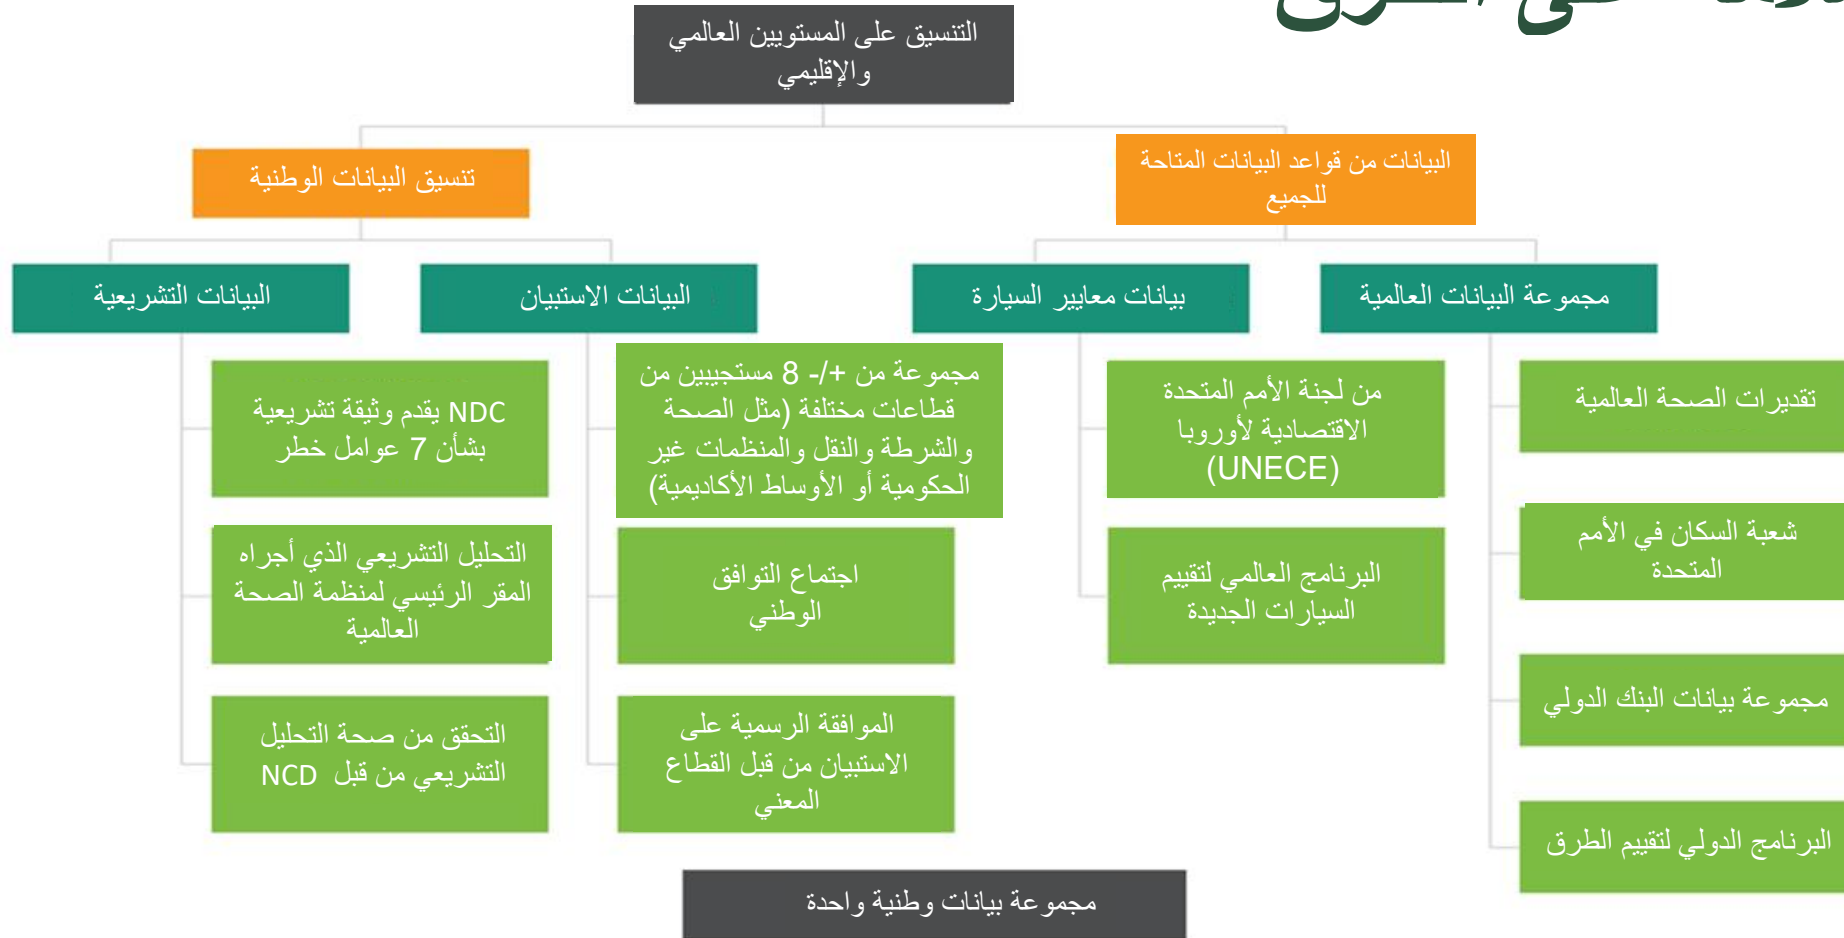 على الطرق
التنسيق على المستويين العالمي
والإقليمي
البيانات من قواعد البيانات المتاحة
للجميع
تنسيق البيانات الوطنية
مجموعة البيانات العالمية
بيانات معايير السيارة
البيانات الاستبيان
البيانات التشريعية
تقديرات الصحة العالمية
شعبة السكان في الأمم
المتحدة
مجموعة بيانات البنك الدولي
البرنامج الدولي لتقييم الطرق
من لجنة الأمم المتحدة
الاقتصادية لأوروبا
(UNECE)
البرنامج العالمي لتقييم
السيارات الجديدة
مجموعة من +/- 8 مستجيبين من
قطاعات مختلفة (مثل الصحة
والشرطة والنقل والمنظمات غير
الحكومية أو الأوساط الأكاديمية)
اجتماع التوافق
الوطني
الموافقة الرسمية على
الاستبيان من قبل القطاع
المعني
NDC يقدم وثيقة تشريعية
بشأن 7 عوامل خطر
التحليل التشريعي الذي أجراه
المقر الرئيسي لمنظمة الصحة
العالمية
التحقق من صحة التحليل
التشريعي من قبل NCD
مجموعة بيانات وطنية واحدة